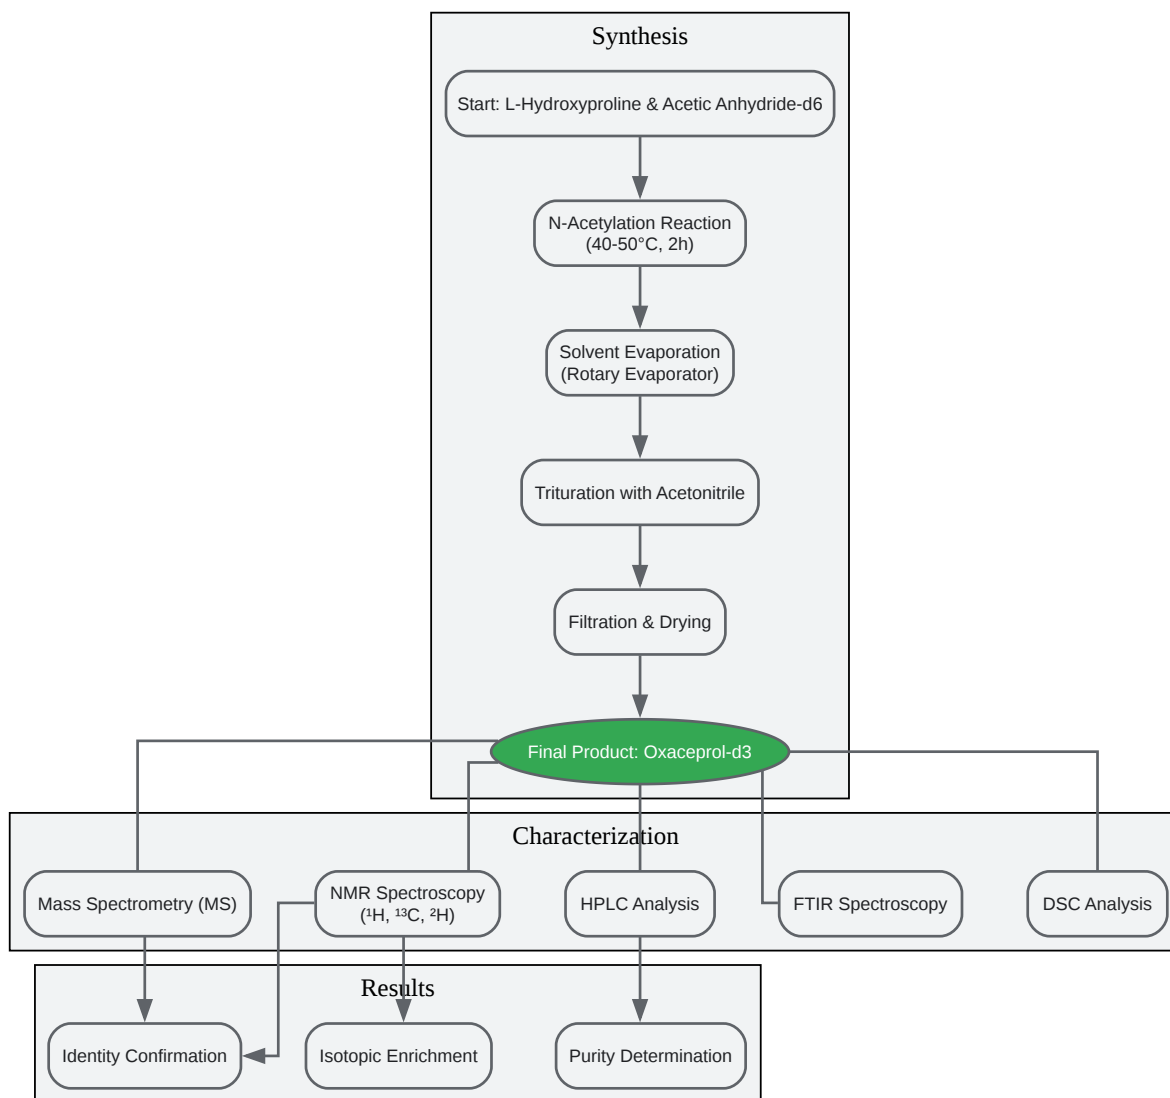 Synthesis
Start: L-Hydroxyproline & Acetic Anhydride-d6
N-Acetylation Reaction
(40-50°C, 2h)
Solvent Evaporation
(Rotary Evaporator)
Trituration with Acetonitrile
Filtration & Drying
Final Product: Oxaceprol-d3
Characterization
Mass Spectrometry (MS)
NMR Spectroscopy
(¹H, ¹³C, ²H)
HPLC Analysis
FTIR Spectroscopy
DSC Analysis
Results
Identity Confirmation
Isotopic Enrichment
Purity Determination